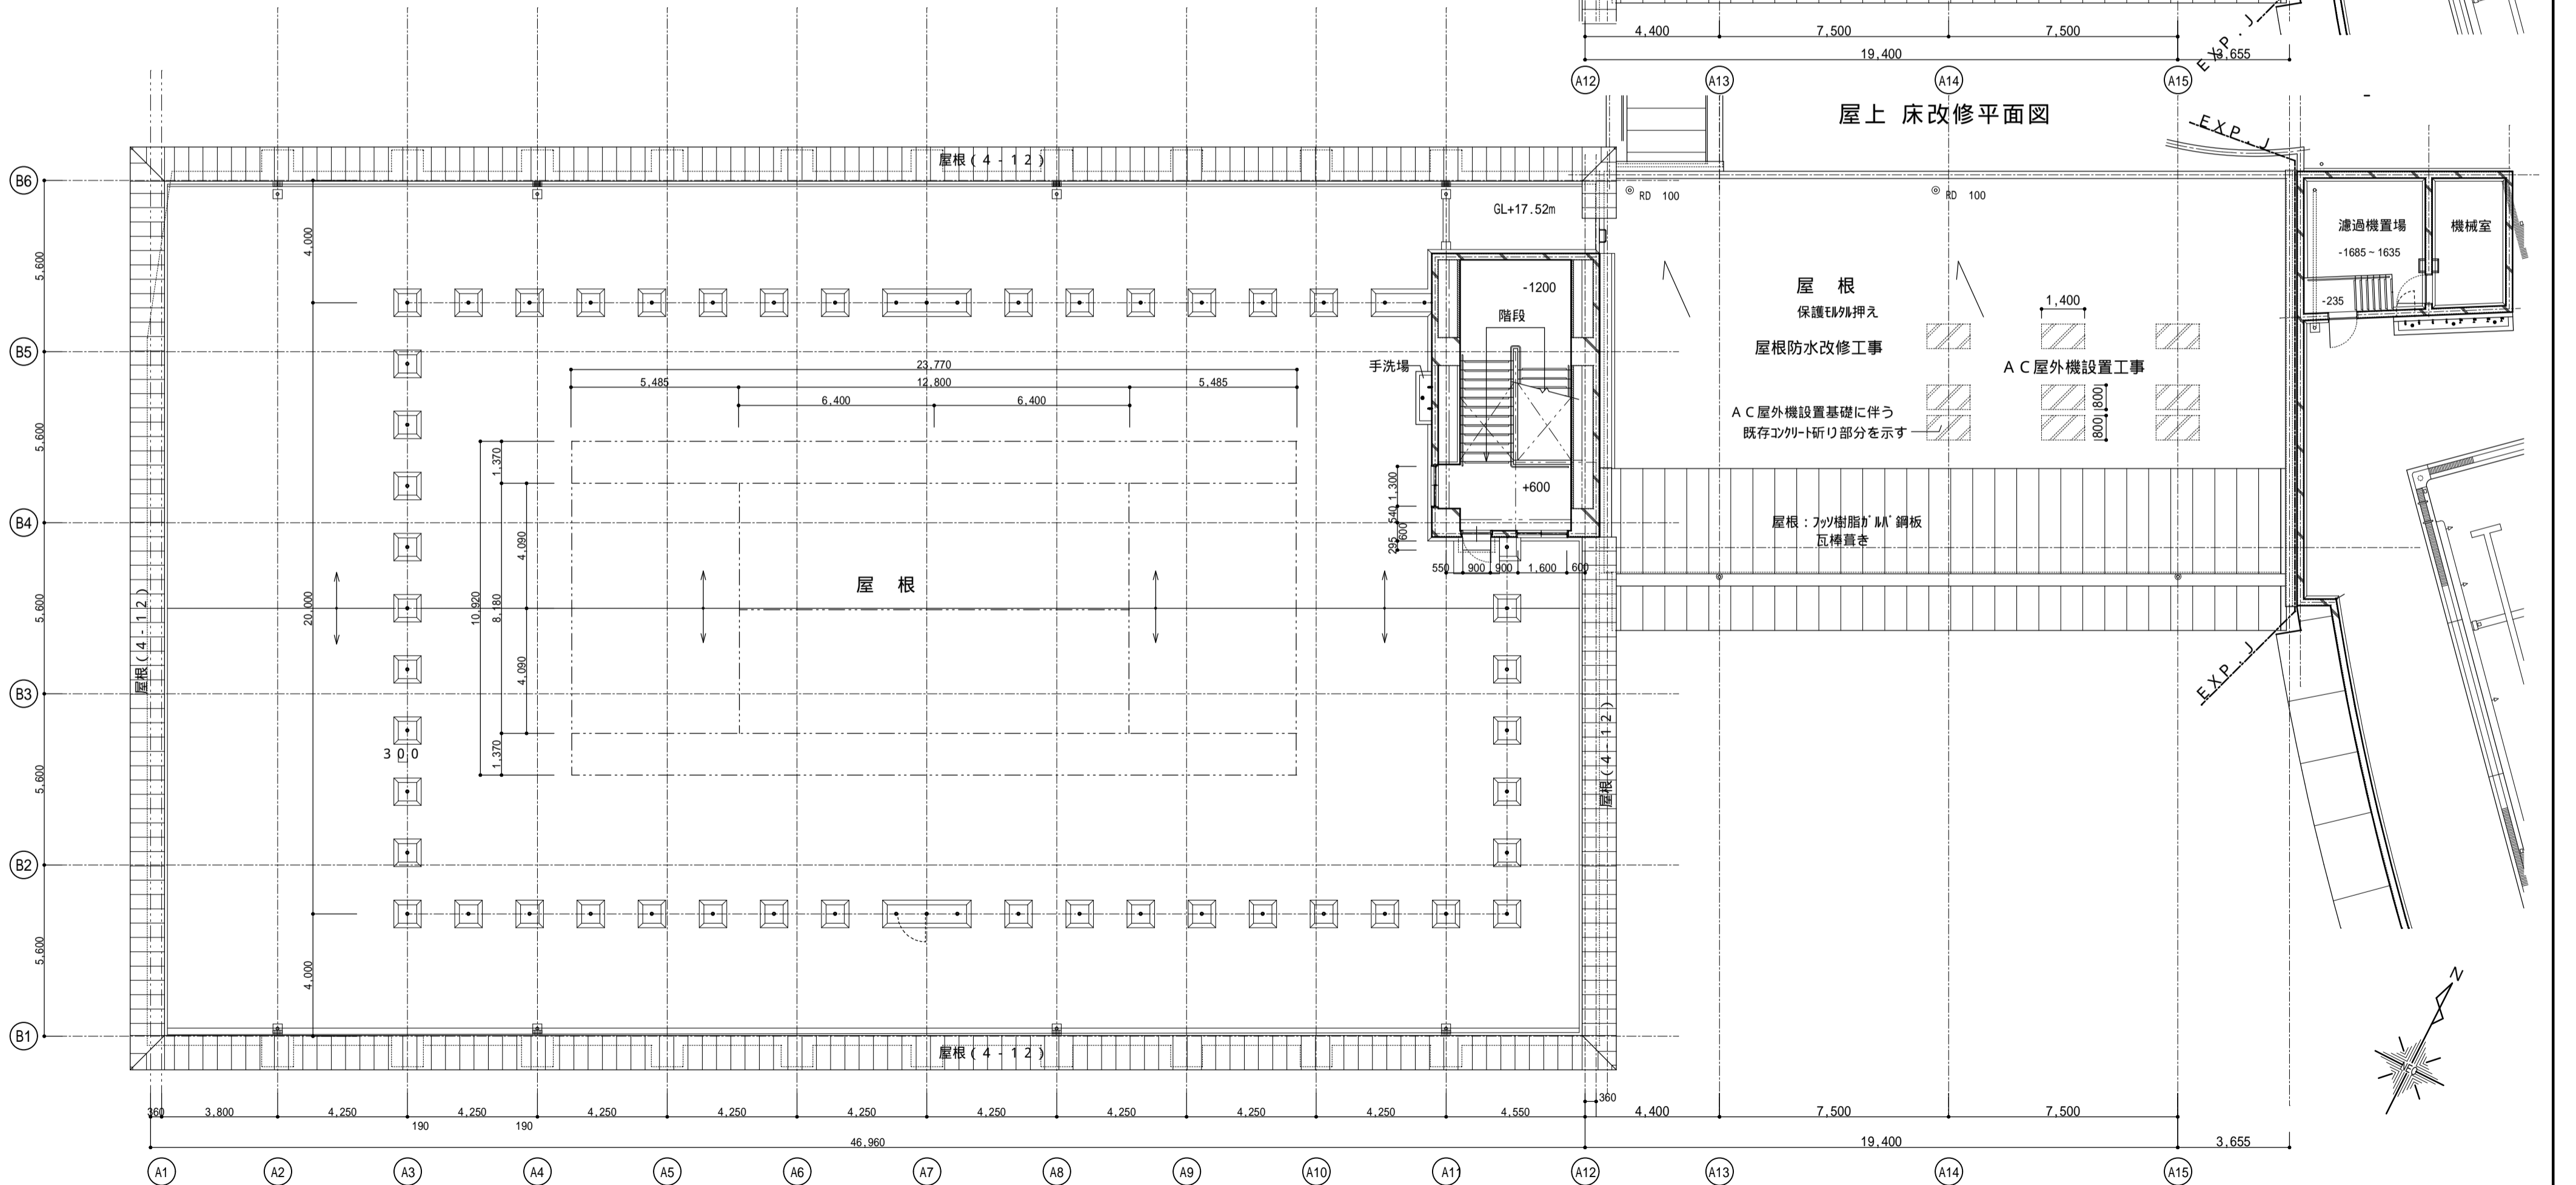 4,400
7,500
7,500
19,400
3,655
A12
A13
A14
A15
EXP.J
屋上 床改修平面図
EXP.J
屋根(4-12)
RD 100
RD 100
GL+17.52m
濾過機置場
-1685～1635
機械室
-235
B6
B5
B4
B3
B2
B1
5,600
5,600
5,600
5,600
5,600
4,000
20,000
4,000
-1200
階段
手洗場
屋 根
保護ﾓﾙﾀﾙ押え
屋根防水改修工事
1,400
AC屋外機設置工事
AC屋外機設置基礎に伴う
既存ｺﾝｸﾘｰﾄ斫り部分を示す
800
800
23,770
5,485
12,800
5,485
6,400
6,400
1,370
4,090
10,920
8,180
4,090
1,370
1,300
540
600
295
+600
550
900
900
1,600
600
屋根：ﾌｯｿ樹脂ｶﾞﾙﾊﾞ鋼板
瓦棒葺き
屋 根
屋根(4-12)
屋根(4-12)
300
EXP.J
屋根(4-12)
N
360
3,800
4,250
4,250
4,250
4,250
4,250
4,250
4,250
4,250
4,250
4,550
360
4,400
7,500
7,500
190
190
46,960
19,400
3,655
A1
A2
A3
A4
A5
A6
A7
A8
A9
A10
A11
A12
A13
A14
A15